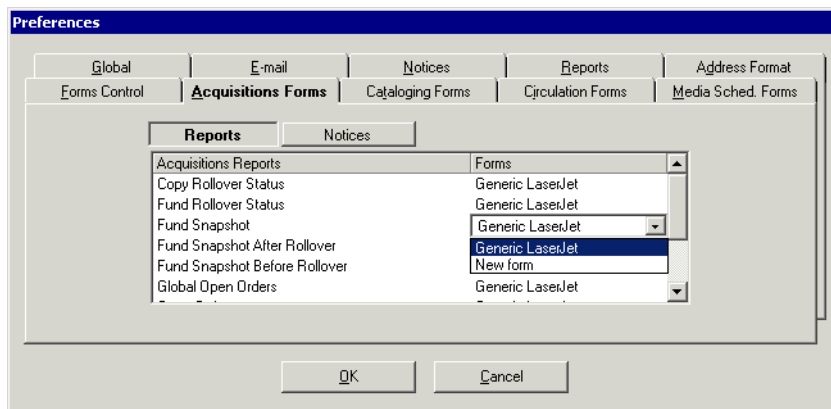 Preferences
Global E-mail Notices Reports Address Format
Forms Control Acquisitions Forms Cataloging Forms Circulation Forms Media Sched. Forms
Reports Notices
Acquisitions Reports Forms
Copy Rollover Status Generic LaserJet
Fund Rollover Status Generic LaserJet
Fund Snapshot Generic LaserJet
Fund Snapshot After Rollover Generic LaserJet
Fund Snapshot Before Rollover New form
Global Open Orders Generic LaserJet
OK Cancel